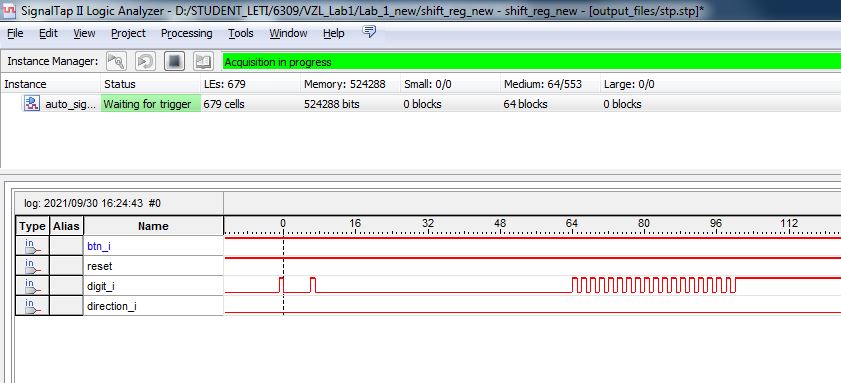 SignalTap II Logic Analyzer - D:/STUDENT_LETI/6309/VZL_Lab1/Lab_1_new/shift_reg_new - shift_reg_new - [output_files/stp.stp]*
File Edit View Project Processing Tools Window Help
Instance Manager: Acquisition in progress
Instance Status LEs: 679 Memory: 524288 Small: 0/0 Medium: 64/553 Large: 0/0
auto_sig... Waiting for trigger 679 cells 524288 bits 0 blocks 64 blocks 0 blocks
log: 2021/09/30 16:24:43 #0
Type Alias Name 0 16 32 48 64 80 96 112
in btn_i
in reset
in digit_i
in direction_i